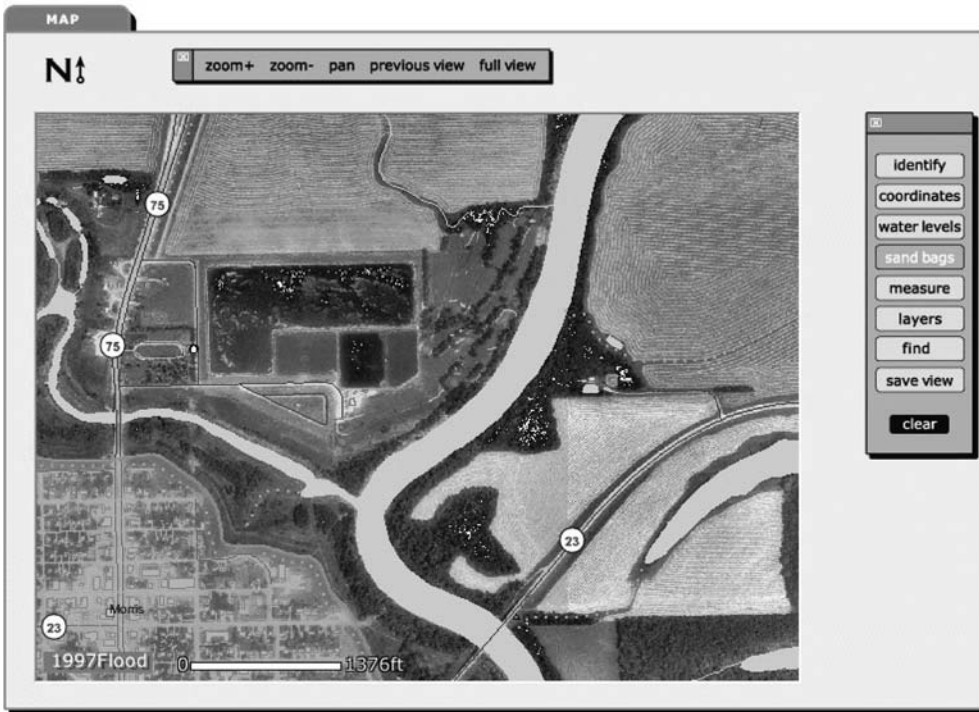 MAP
N
zoom+ zoom- pan previous view full view
identify
coordinates
water levels
sand bags
measure
layers
find
save view
clear
75
75
23
Morris
23
1997Flood
0 1376ft